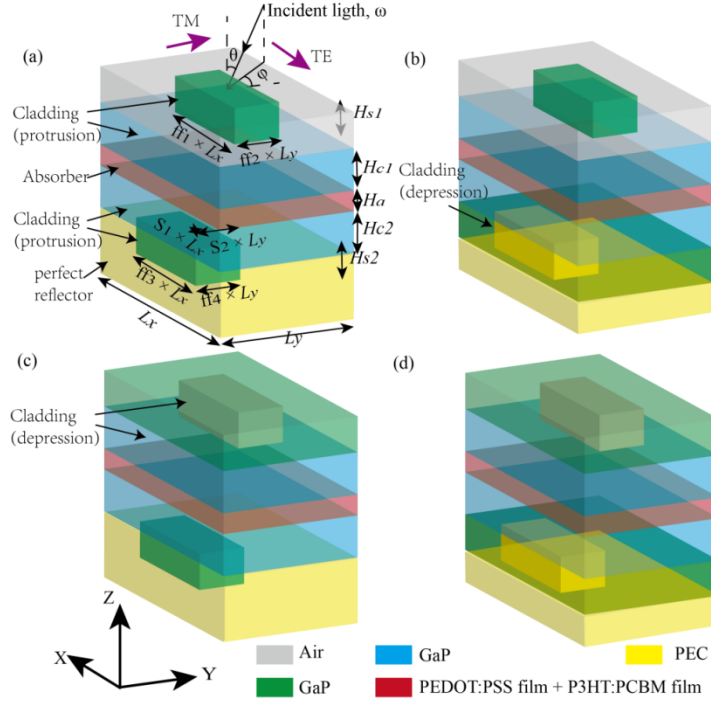 Incident ligth, ω
TM
TE
θ
φ
(a)
(b)
Cladding
(protrusion)
Hs1
ff1 × Lx
ff2 × Ly
Hc1
Absorber
Ha
Cladding
(depression)
Cladding
(protrusion)
Hc2
S1 × Lx
S2 × Ly
Hs2
perfect
reflector
ff3 × Lx
ff4 × Ly
Lx
Ly
(c)
(d)
Cladding
(depression)
Z
X
Y
Air
GaP
PEC
GaP
PEDOT:PSS film + P3HT:PCBM film